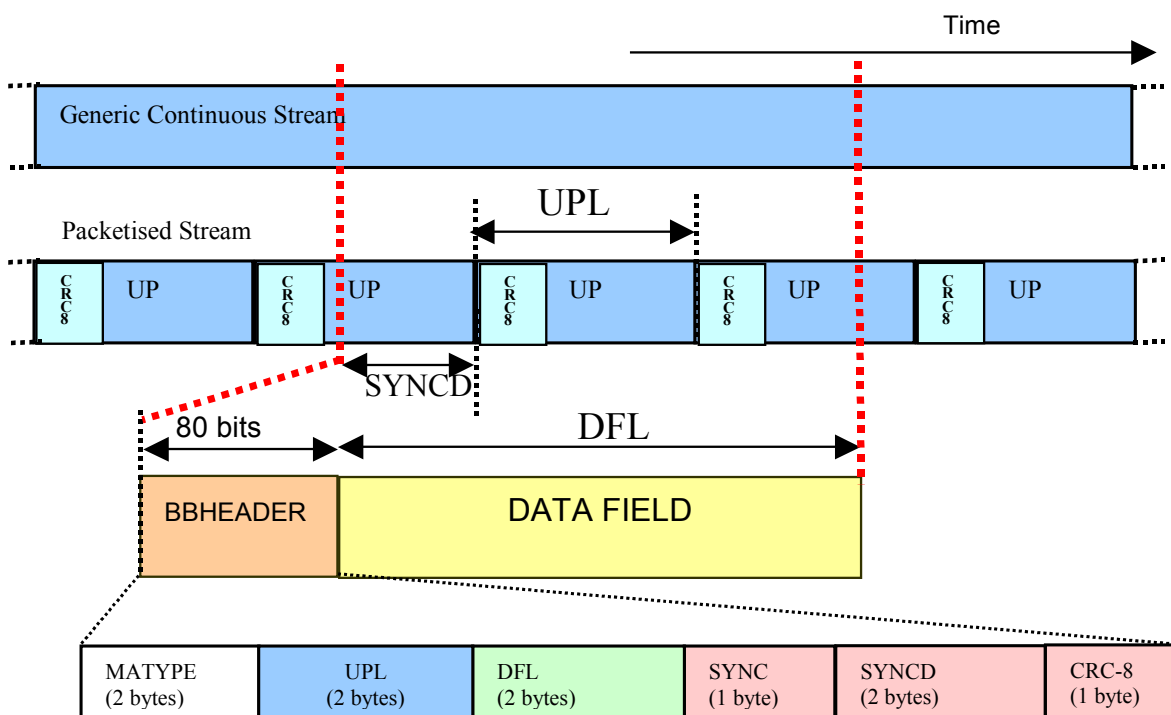 Time
Generic Continuous Stream
UPL
Packetised Stream
CRC8 UP CRC8 UP CRC8 UP CRC8 UP CRC8 UP
SYNCD
80 bits DFL
BBHEADER DATA FIELD
MATYPE UPL DFL SYNC SYNCD CRC-8
(2 bytes) (2 bytes) (2 bytes) (1 byte) (2 bytes) (1 byte)